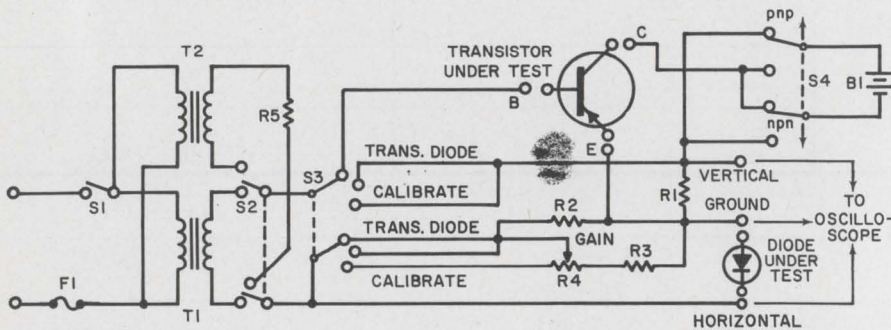 T2
R5
S1
S2
F1
T1
S3
TRANSISTOR
UNDER TEST
B
C
E
TRANS. DIODE
CALIBRATE
TRANS. DIODE
CALIBRATE
R2
GAIN
R4
R3
R1
pnp
npn
S4
B1
VERTICAL
GROUND
TO
OSCILLO-
SCOPE
DIODE
UNDER
TEST
HORIZONTAL